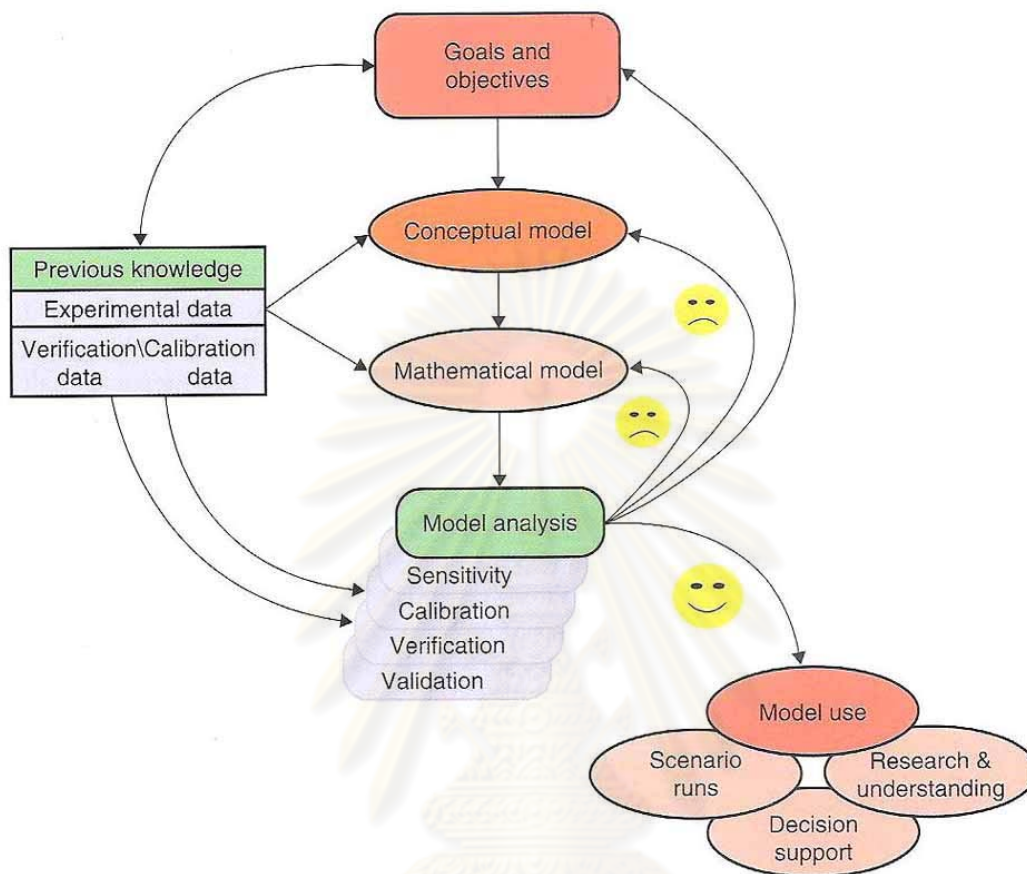 Goals and
objectives
Conceptual model
Previous knowledge
Experimental data
Verification\Calibration
data data
Mathematical model
Model analysis
Sensitivity
Calibration
Verification
Validation
Model use
Scenario
runs
Research &
understanding
Decision
support